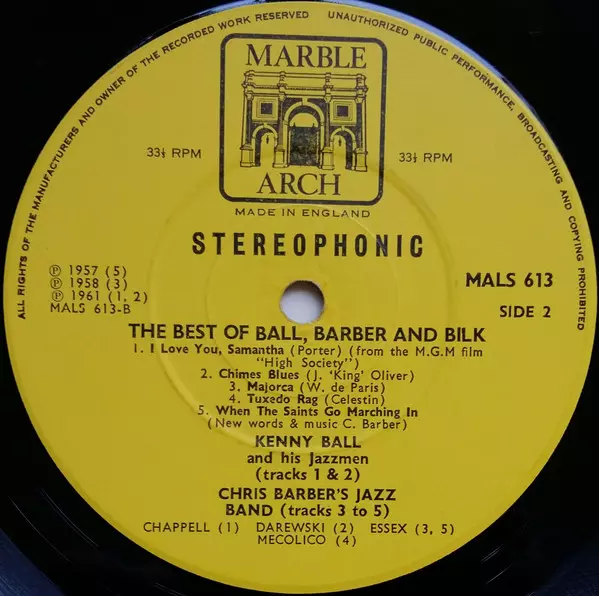 ALL RIGHTS OF THE MANUFACTURERS AND OWNER OF THE RECORDED WORK RESERVED
UNAUTHORIZED PUBLIC PERFORMANCE, BROADCASTING AND COPYING PROHIBITED
MARBLE
ARCH
33⅓ RPM
33⅓ RPM
MADE IN ENGLAND
STEREOPHONIC
℗ 1957 (5)
℗ 1958 (3)
℗ 1961 (1, 2)
MALS 613-B
MALS 613
SIDE 2
THE BEST OF BALL, BARBER AND BILK
1. I Love You, Samantha (Porter) (from the M.G.M film
"High Society")
2. Chimes Blues (J. 'King' Oliver)
3. Majorca (W. de Paris)
4. Tuxedo Rag (Celestin)
5. When The Saints Go Marching In
(New words & music C. Barber)
KENNY BALL
and his Jazzmen
(tracks 1 & 2)
CHRIS BARBER'S JAZZ
BAND (tracks 3 to 5)
CHAPPELL (1) DAREWSKI (2) ESSEX (3, 5)
MECOLICO (4)